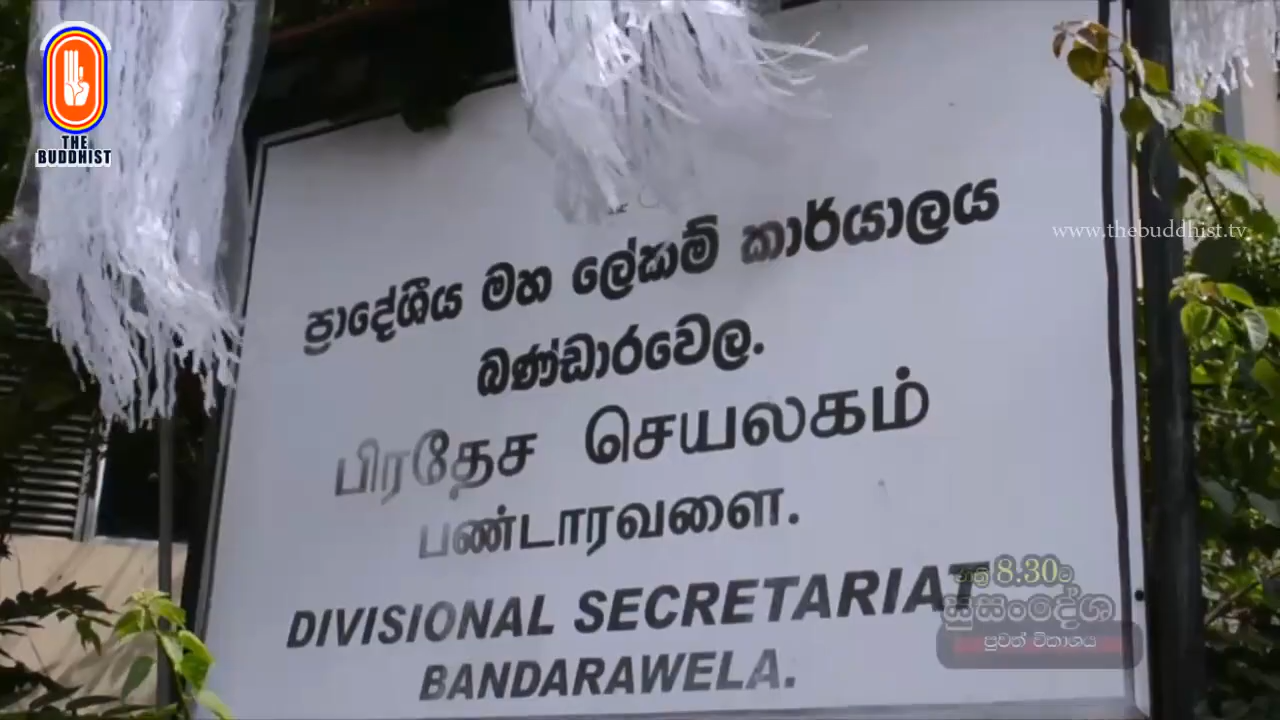 THE
BUDDHIST
www.thebuddhist.tv
ප්‍රාදේශීය මහ ලේකම් කාර්යාලය
බණ්ඩාරවෙල.
பிரதேச செயலகம்
பண்டாரவளை.
DIVISIONAL SECRETARIAT
BANDARAWELA.
රාත්‍රී 8.30ට
සුසංදේශ
පුවත් විකාශය